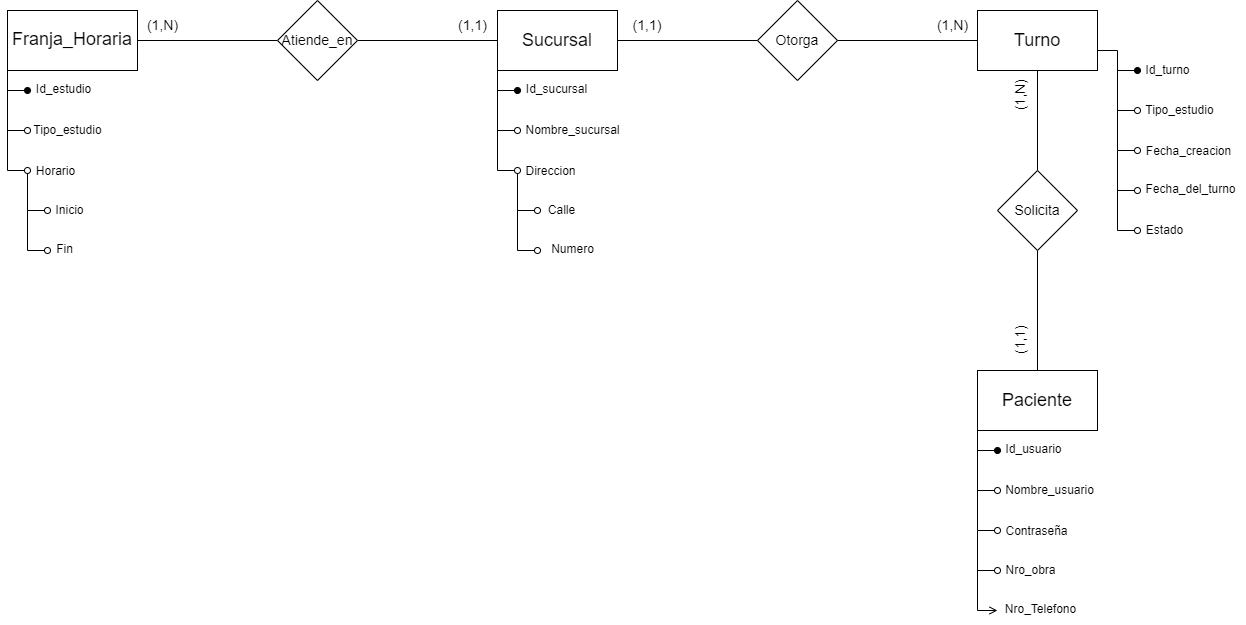 Franja_Horaria
(1,N)
Atiende_en
(1,1)
Sucursal
(1,1)
Otorga
(1,N)
Turno
Id_estudio
Tipo_estudio
Horario
Inicio
Fin
Id_sucursal
Nombre_sucursal
Direccion
Calle
Numero
Id_turno
Tipo_estudio
Fecha_creacion
Fecha_del_turno
Estado
(1,N)
Solicita
(1,1)
Paciente
Id_usuario
Nombre_usuario
Contraseña
Nro_obra
Nro_Telefono